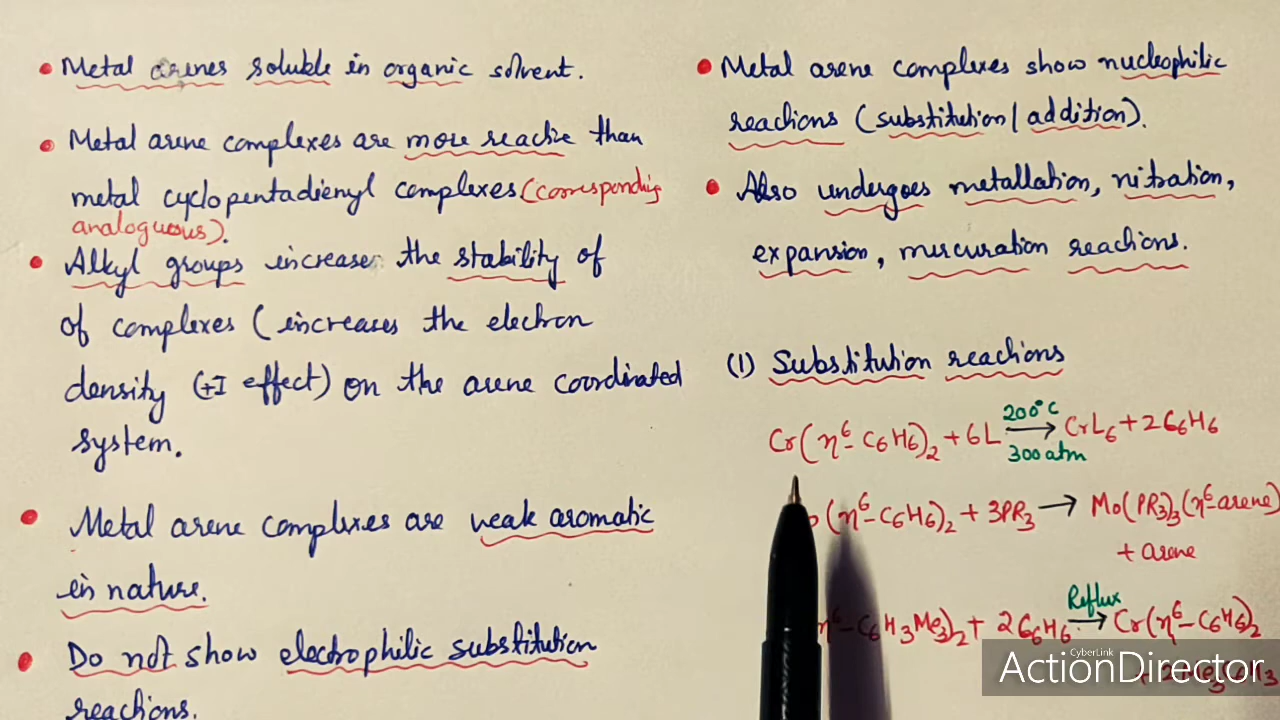 • Metal arenes soluble in organic solvent.
• Metal arene complexes are more reactive than
metal cyclopentadienyl complexes (corresponding
analoguous).
• Alkyl groups increases the stability of
of complexes (increases the electron
density (+I effect) on the arene coordinated
system.
• Metal arene complexes are weak aromatic
in nature.
• Do not show electrophilic substitution
reactions.
• Metal arene complexes show nucleophilic
reactions (substitution/addition).
• Also undergoes metallation, nitration,
expansion, mercuration reactions.
(1) Substitution reactions
Cr(η⁶-C6H6)₂ + 6L 200°C → 300 atm CrL₆ + 2C6H6
(η⁶-C6H6)₂ + 3PR₃ → Mo(PR₃)₃(η⁶-arene)
+ arene
η⁶-C6H3Me₃)₂ + 2C6H6 Reflux → Cr(η⁶-C6H6)₂
CyberLink
ActionDirector